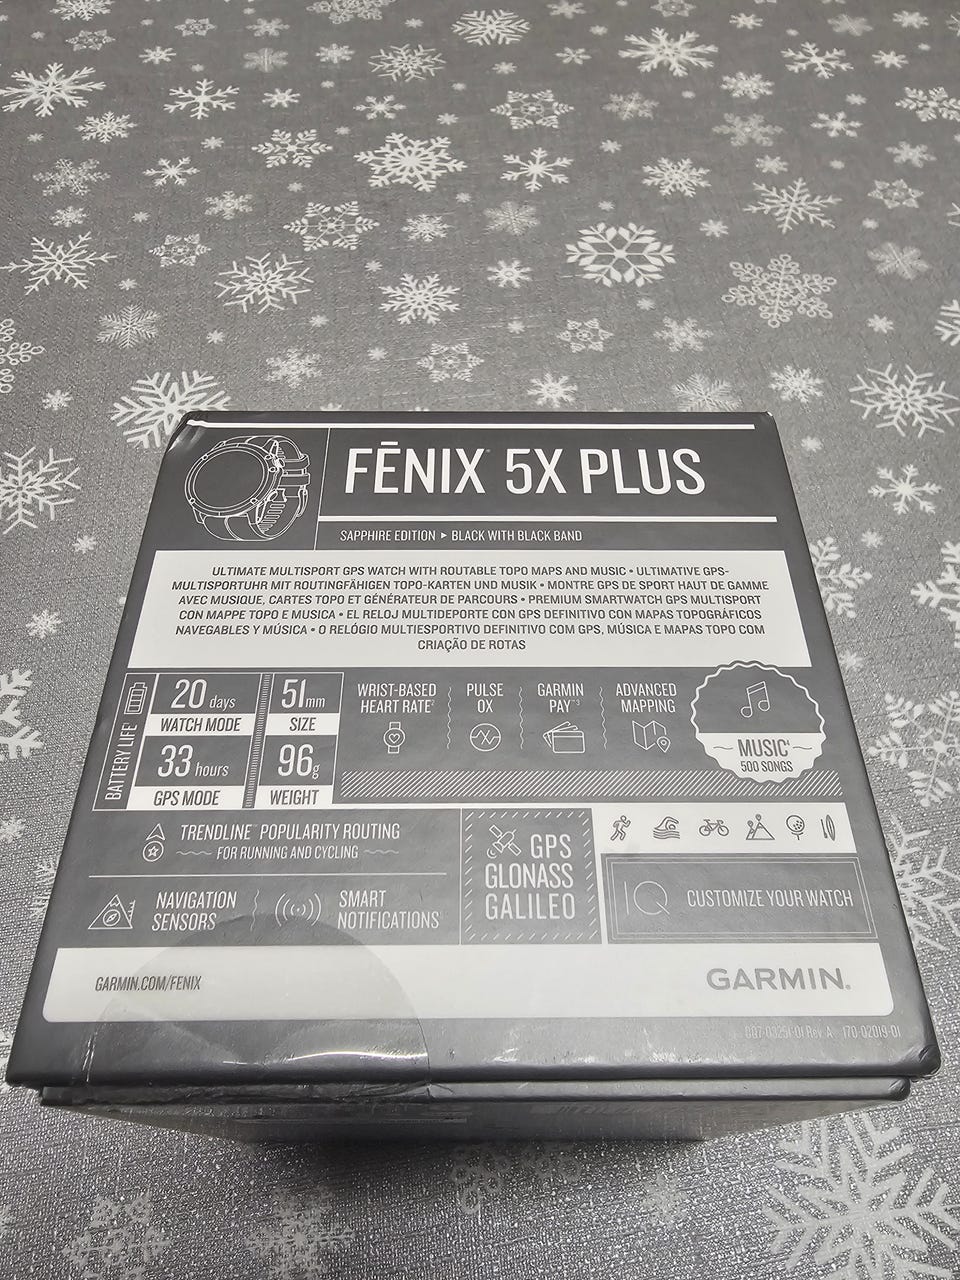 FĒNIX 5X PLUS
SAPPHIRE EDITION ▸ BLACK WITH BLACK BAND
ULTIMATE MULTISPORT GPS WATCH WITH ROUTABLE TOPO MAPS AND MUSIC • ULTIMATIVE GPS-
MULTISPORTUHR MIT ROUTINGFÄHIGEN TOPO-KARTEN UND MUSIK • MONTRE GPS DE SPORT HAUT DE GAMME
AVEC MUSIQUE, CARTES TOPO ET GÉNÉRATEUR DE PARCOURS • PREMIUM SMARTWATCH GPS MULTISPORT
CON MAPPE TOPO E MUSICA • EL RELOJ MULTIDEPORTE CON GPS DEFINITIVO CON MAPAS TOPOGRÁFICOS
NAVEGABLES Y MÚSICA • O RELÓGIO MULTIESPORTIVO DEFINITIVO COM GPS, MÚSICA E MAPAS TOPO COM
CRIAÇÃO DE ROTAS
BATTERY LIFE
20 days
WATCH MODE
33 hours
GPS MODE
51mm
SIZE
96g
WEIGHT
WRIST-BASED
HEART RATE²
PULSE
OX
GARMIN
PAY
ADVANCED
MAPPING
MUSIC
500 SONGS
TRENDLINE POPULARITY ROUTING
FOR RUNNING AND CYCLING
NAVIGATION
SENSORS
SMART
NOTIFICATIONS
GPS
GLONASS
GALILEO
IQ
CUSTOMIZE YOUR WATCH
GARMIN.COM/FENIX
GARMIN.
Rev. A 170-02019-01